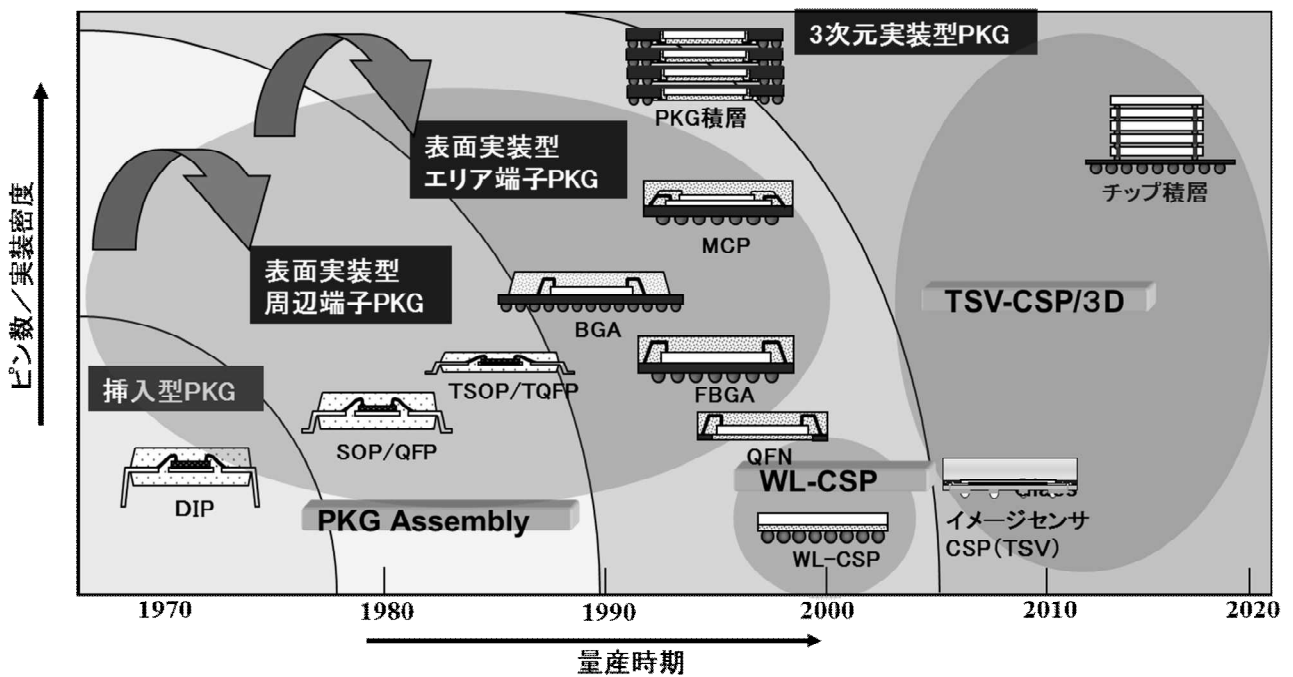 3次元実装型PKG
PKG積層
表面実装型
エリア端子PKG
チップ積層
MCP
表面実装型
周辺端子PKG
BGA
TSV-CSP/3D
挿入型PKG
TSOP/TQFP
FBGA
SOP/QFP
QFN
WL-CSP
DIP
PKG Assembly
Glass
イメージセンサ
CSP(TSV)
WL-CSP
ピン数/実装密度
1970
1980
1990
2000
2010
2020
量産時期